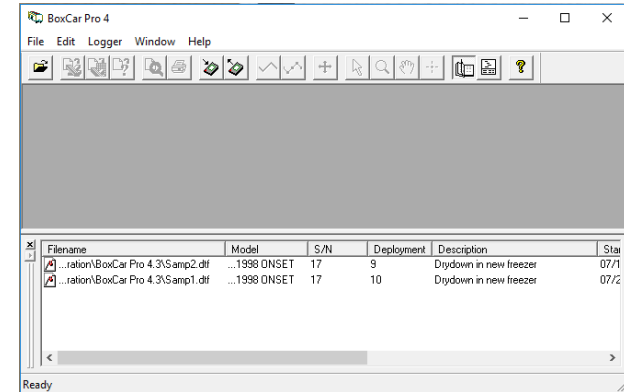 BoxCar Pro 4
File Edit Logger Window Help
Filename Model S/N Deployment Description Star
...ration\BoxCar Pro 4.3\Samp2.dtf ...1998 ONSET 17 9 Drydown in new freezer 07/1
...ration\BoxCar Pro 4.3\Samp1.dtf ...1998 ONSET 17 10 Drydown in new freezer 07/2
Ready